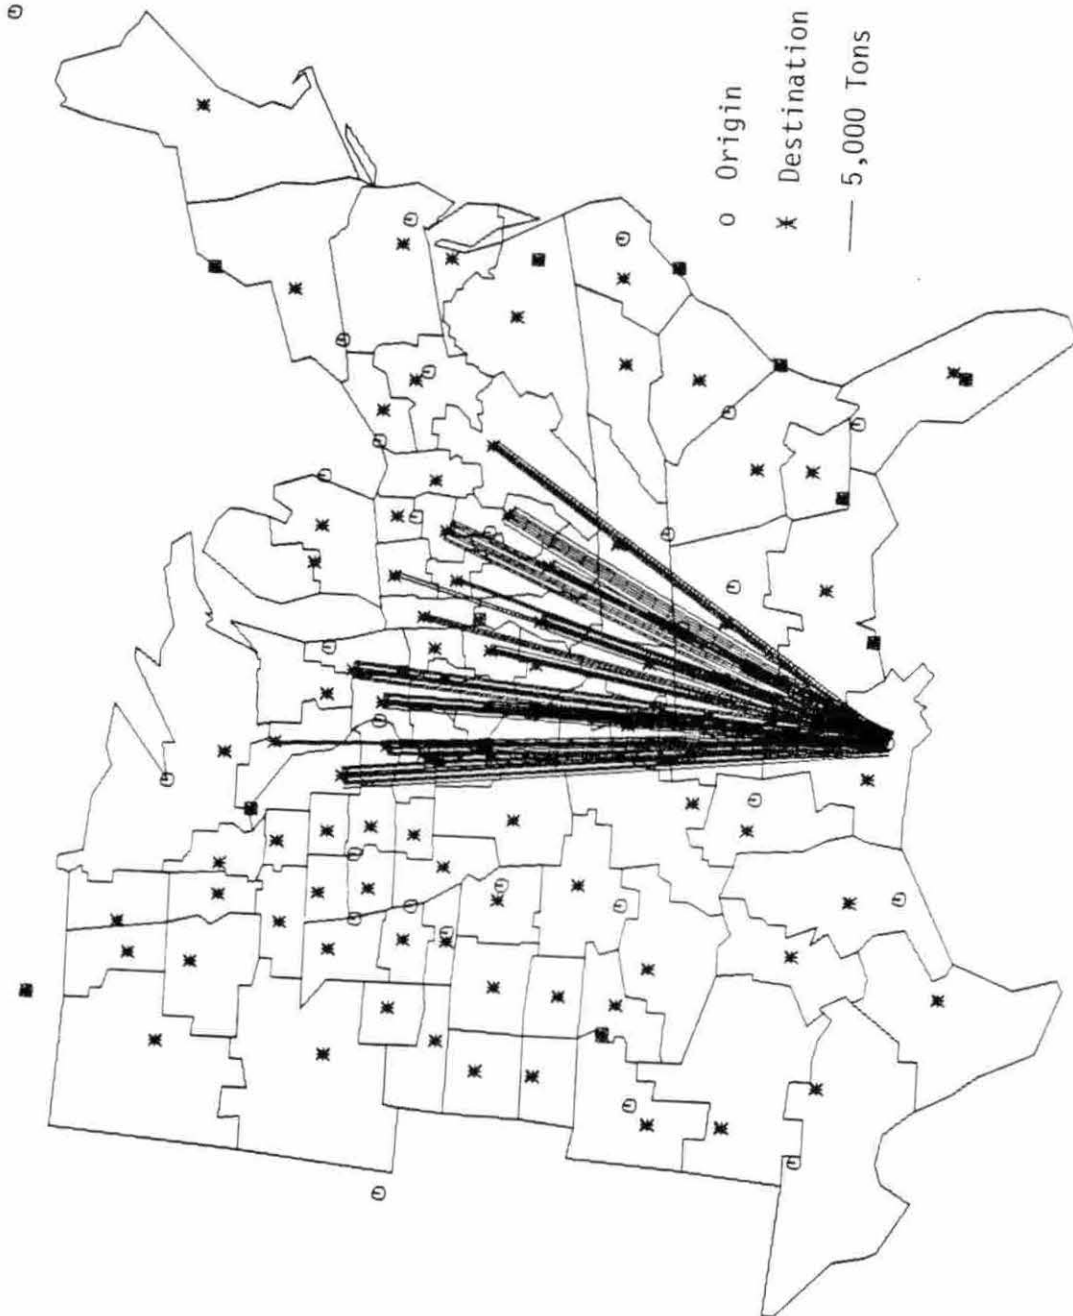 o Origin
✳ Destination
— 5,000 Tons